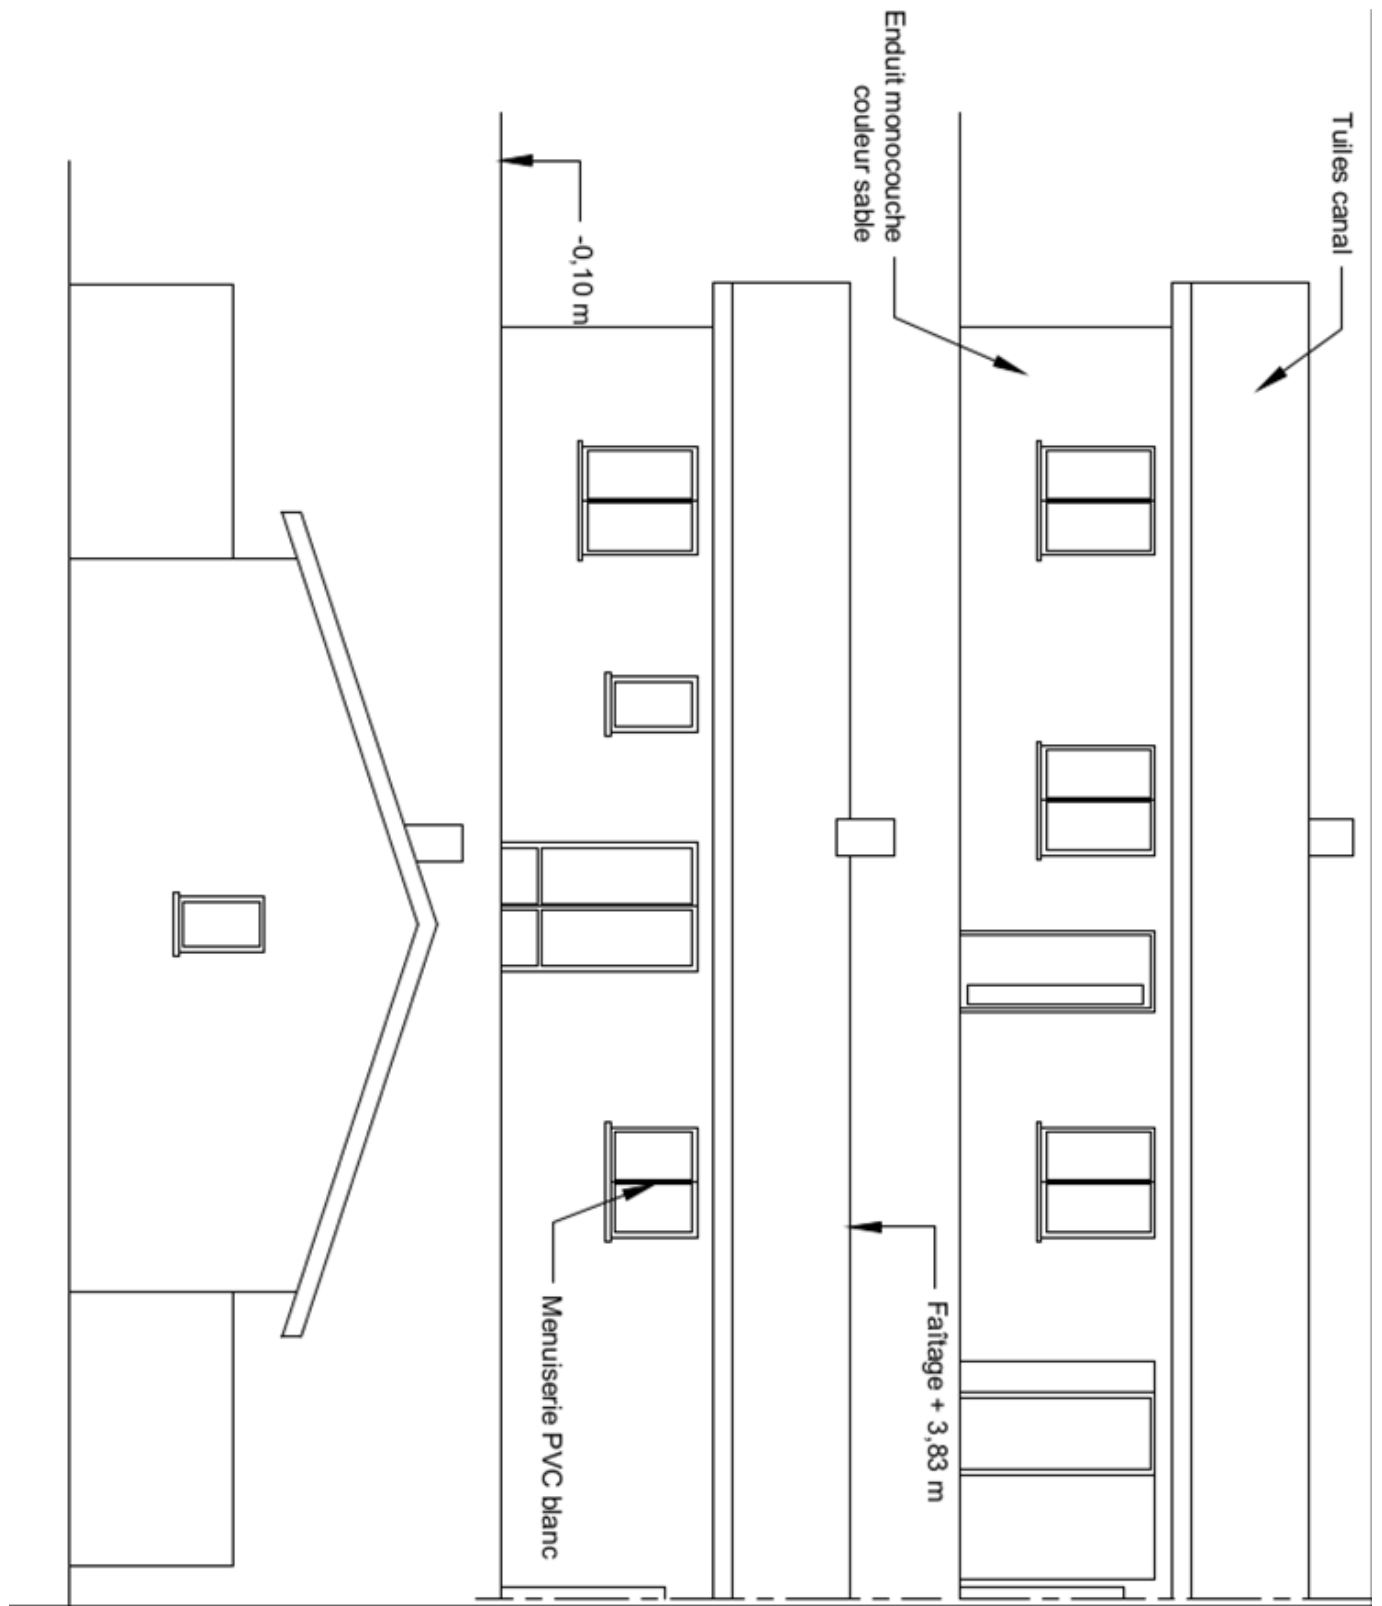 Tuiles canal
Enduit monocouche
couleur sable
Faîtage + 3,83 m
-0,10 m
Menuiserie PVC blanc